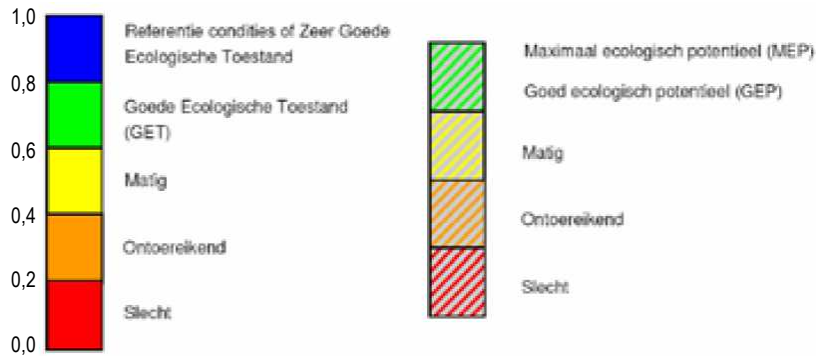 1,0
Referentie condities of Zeer Goede
Ecologische Toestand
0,8
Goede Ecologische Toestand
(GET)
0,6
Matig
0,4
Ontoereikend
0,2
Slecht
0,0
Maximaal ecologisch potentieel (MEP)
Goed ecologisch potentieel (GEP)
Matig
Ontoereikend
Slecht